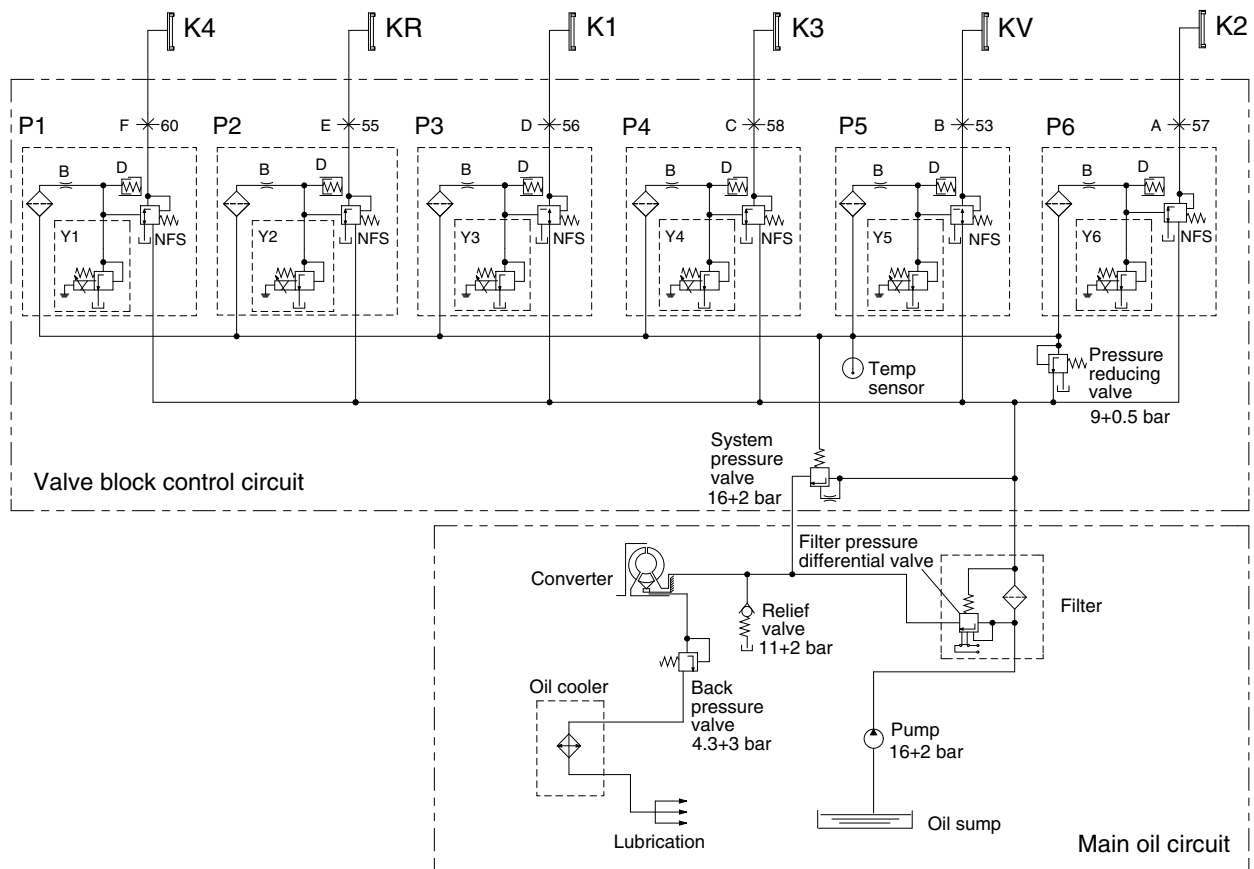 K4
KR
K1
K3
KV
K2
P1
F
60
P2
E
55
P3
D
56
P4
C
58
P5
B
53
P6
A
57
B
D
B
D
B
D
B
D
B
D
B
D
Y1
NFS
Y2
NFS
Y3
NFS
Y4
NFS
Y5
NFS
Y6
NFS
Temp
sensor
Pressure
reducing
valve
9+0.5 bar
System
pressure
valve
16+2 bar
Valve block control circuit
Filter pressure
differential valve
Converter
Relief
valve
11+2 bar
Filter
Oil cooler
Back
pressure
valve
4.3+3 bar
Pump
16+2 bar
Lubrication
Oil sump
Main oil circuit